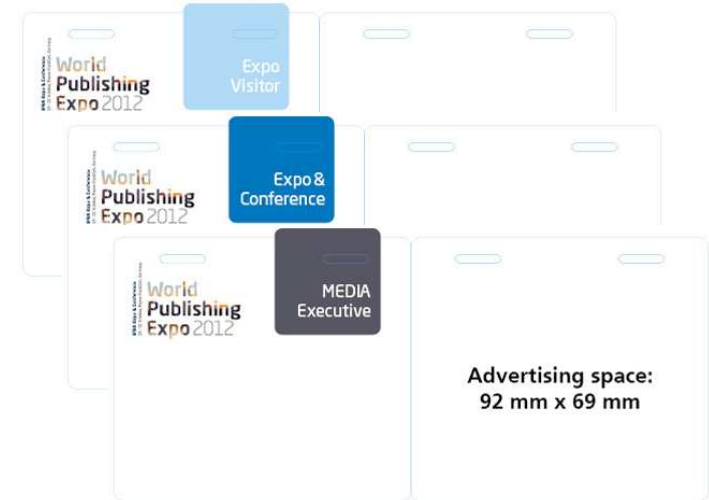 World
Publishing
Expo 2012
Expo
Visitor
World
Publishing
Expo 2012
Expo &
Conference
World
Publishing
Expo 2012
MEDIA
Executive
Advertising space:
92 mm x 69 mm